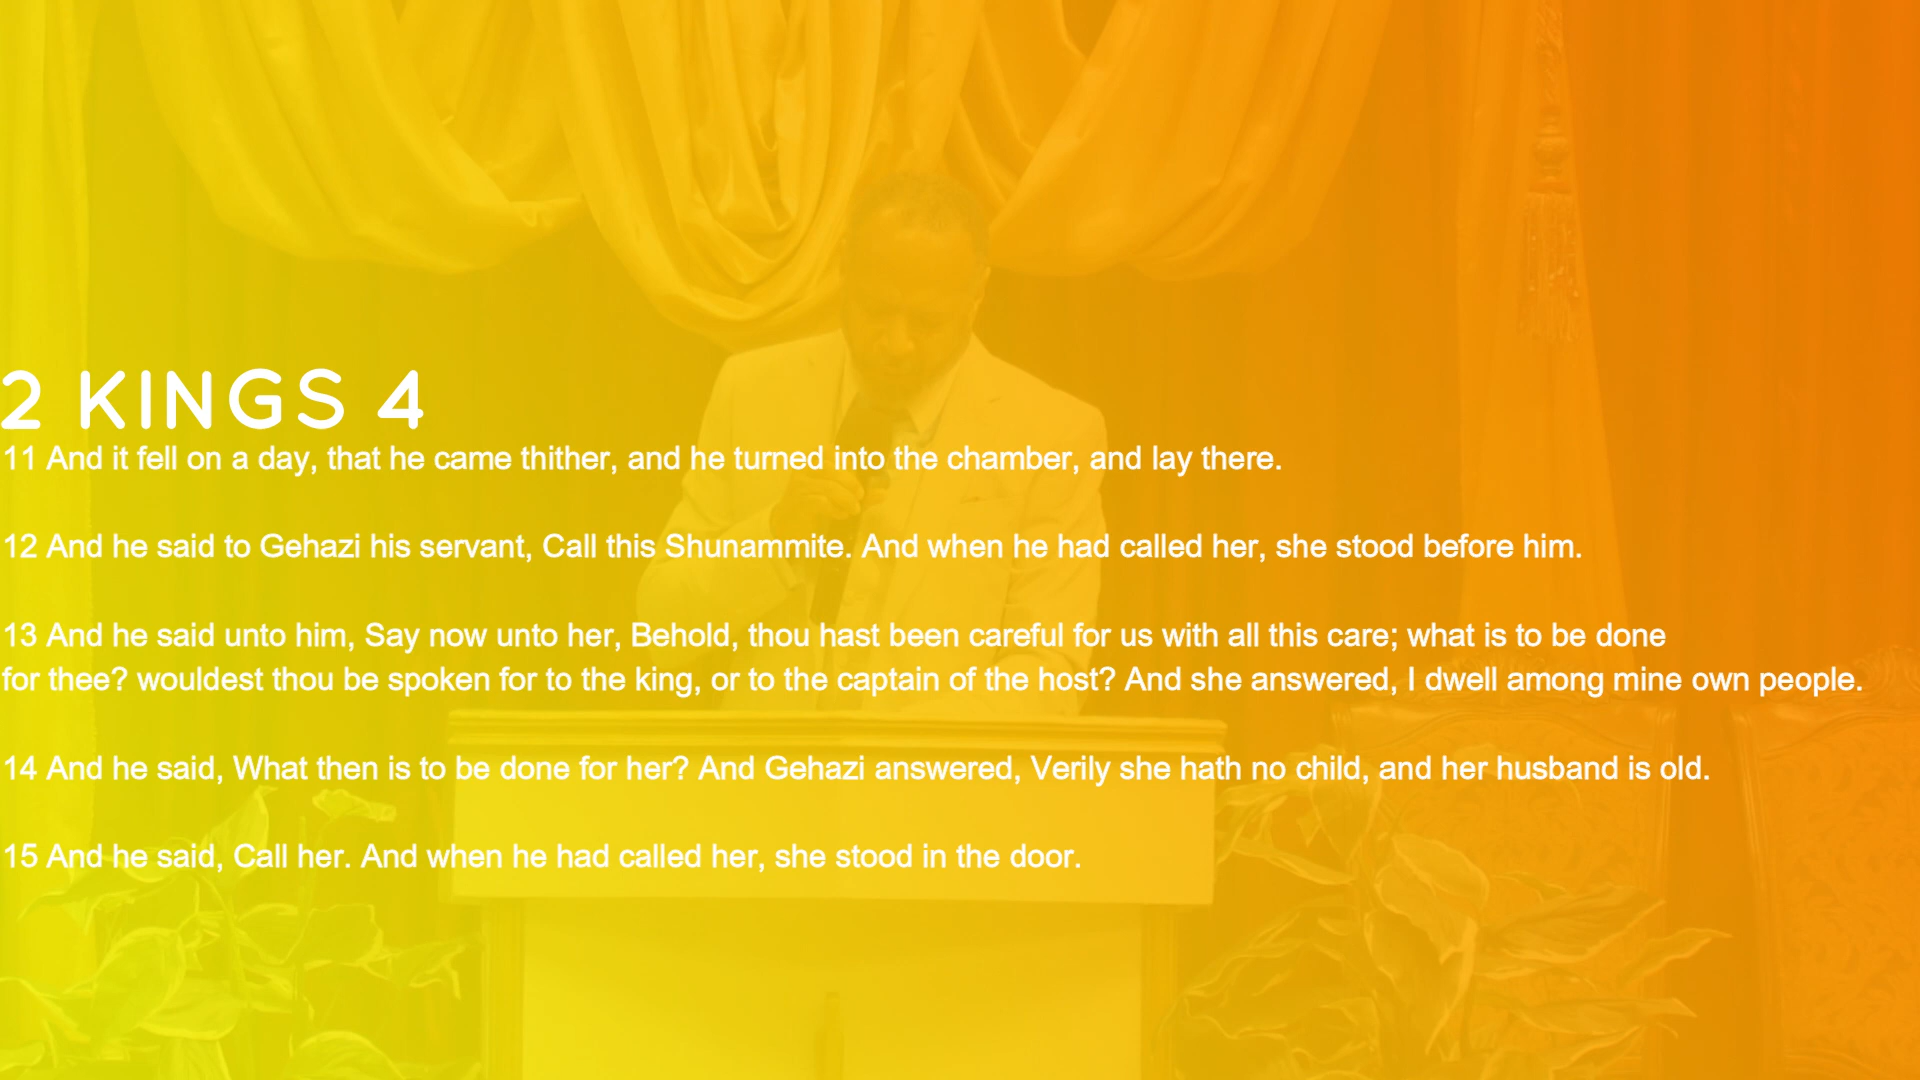 2 KINGS 4
11 And it fell on a day, that he came thither, and he turned into the chamber, and lay there.
12 And he said to Gehazi his servant, Call this Shunammite. And when he had called her, she stood before him.
13 And he said unto him, Say now unto her, Behold, thou hast been careful for us with all this care; what is to be done
for thee? wouldest thou be spoken for to the king, or to the captain of the host? And she answered, I dwell among mine own people.
14 And he said, What then is to be done for her? And Gehazi answered, Verily she hath no child, and her husband is old.
15 And he said, Call her. And when he had called her, she stood in the door.